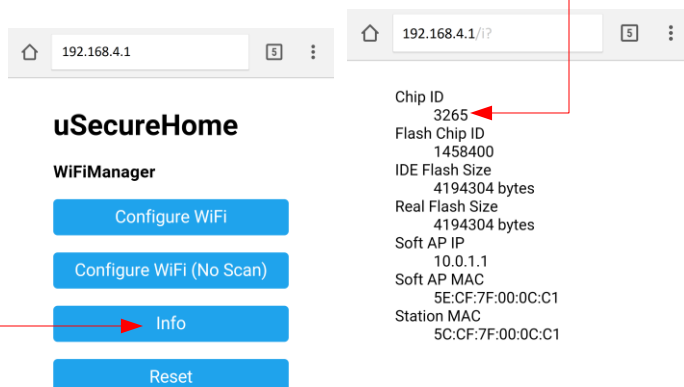 192.168.4.1
5
uSecureHome
WiFiManager
Configure WiFi
Configure WiFi (No Scan)
Info
Reset
192.168.4.1/i?
5
Chip ID
3265
Flash Chip ID
1458400
IDE Flash Size
4194304 bytes
Real Flash Size
4194304 bytes
Soft AP IP
10.0.1.1
Soft AP MAC
5E:CF:7F:00:0C:C1
Station MAC
5C:CF:7F:00:0C:C1